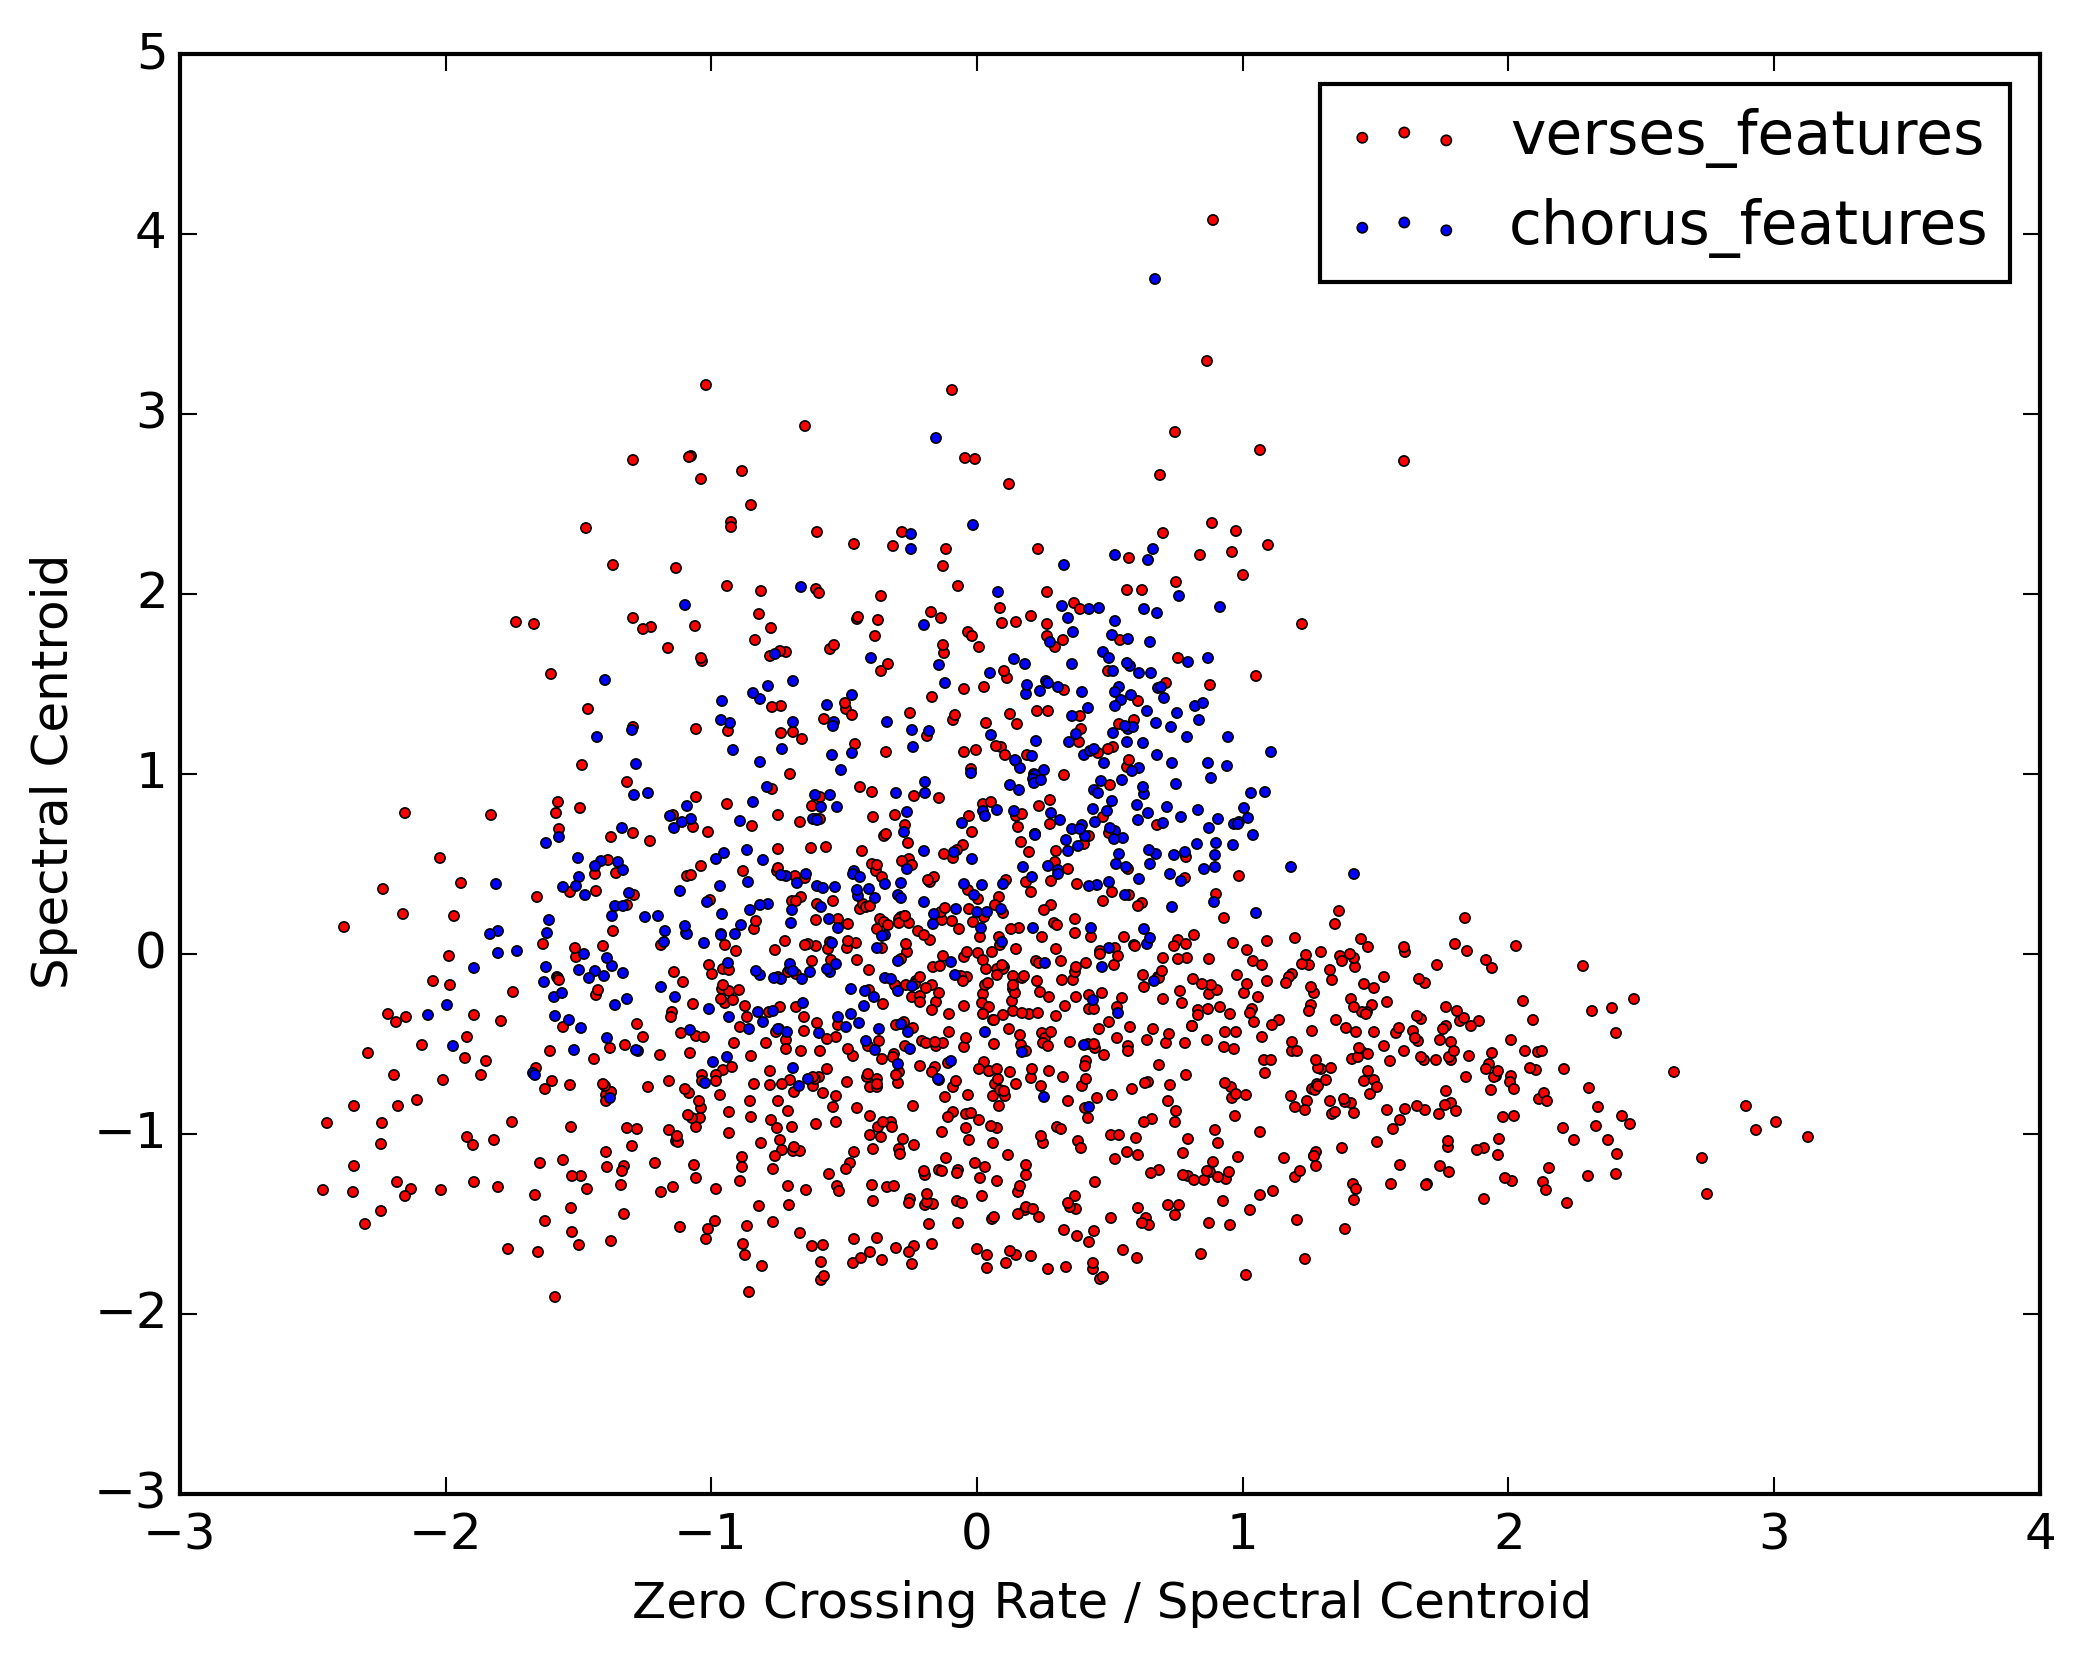 5
4
3
2
1
0
−1
−2
−3
Spectral Centroid
verses_features
chorus_features
−3 −2 −1 0 1 2 3 4
Zero Crossing Rate / Spectral Centroid